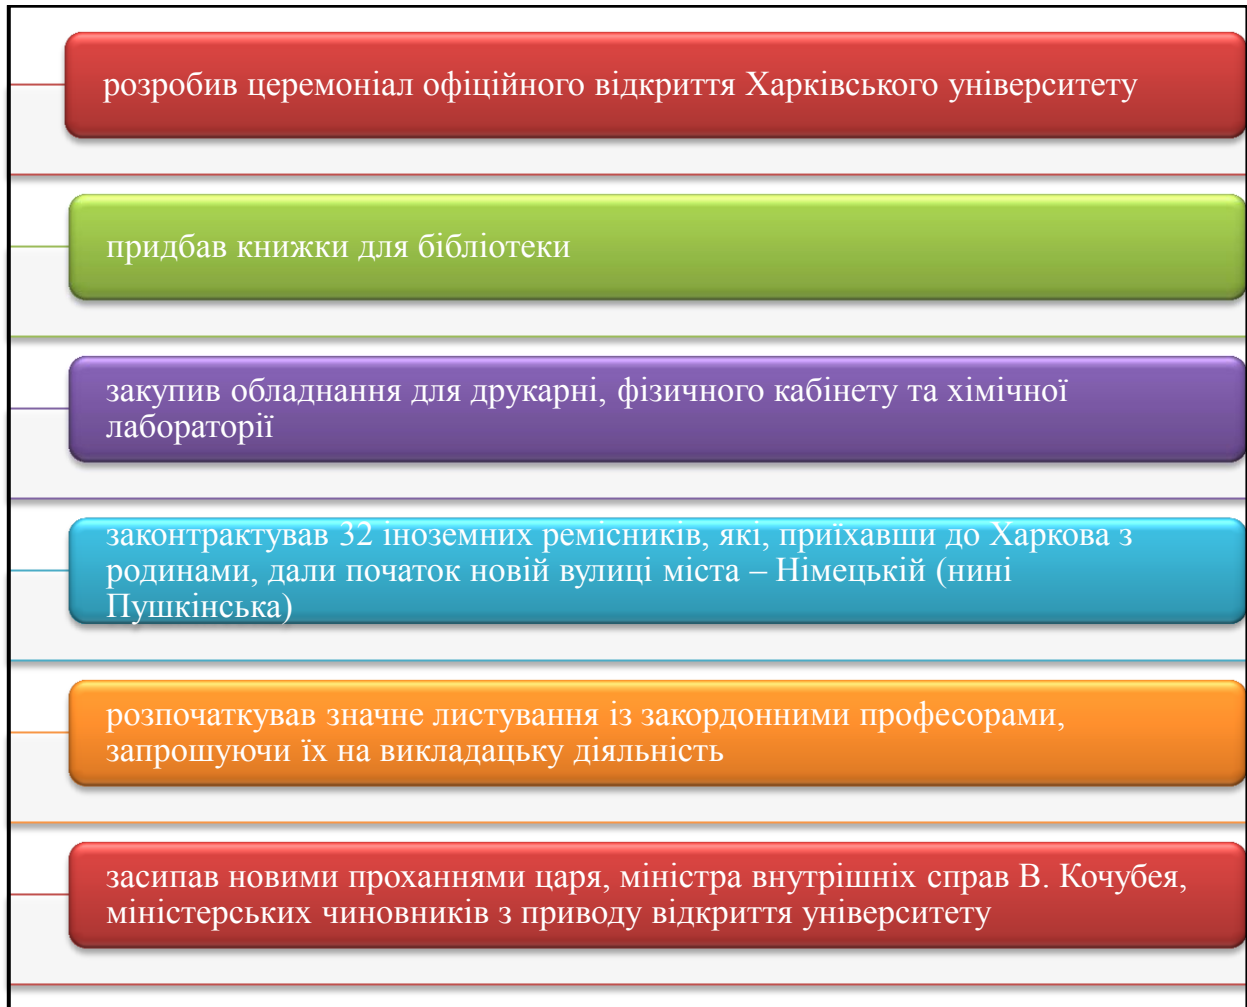 розробив церемоніал офіційного відкриття Харківського університету
придбав книжки для бібліотеки
закупив обладнання для друкарні, фізичного кабінету та хімічної
лабораторії
законтрактував 32 іноземних ремісників, які, приїхавши до Харкова з
родинами, дали початок новій вулиці міста – Німецькій (нині
Пушкінська)
розпочаткував значне листування із закордонними професорами,
запрошуючи їх на викладацьку діяльність
засипав новими проханнями царя, міністра внутрішніх справ В. Кочубея,
міністерських чиновників з приводу відкриття університету